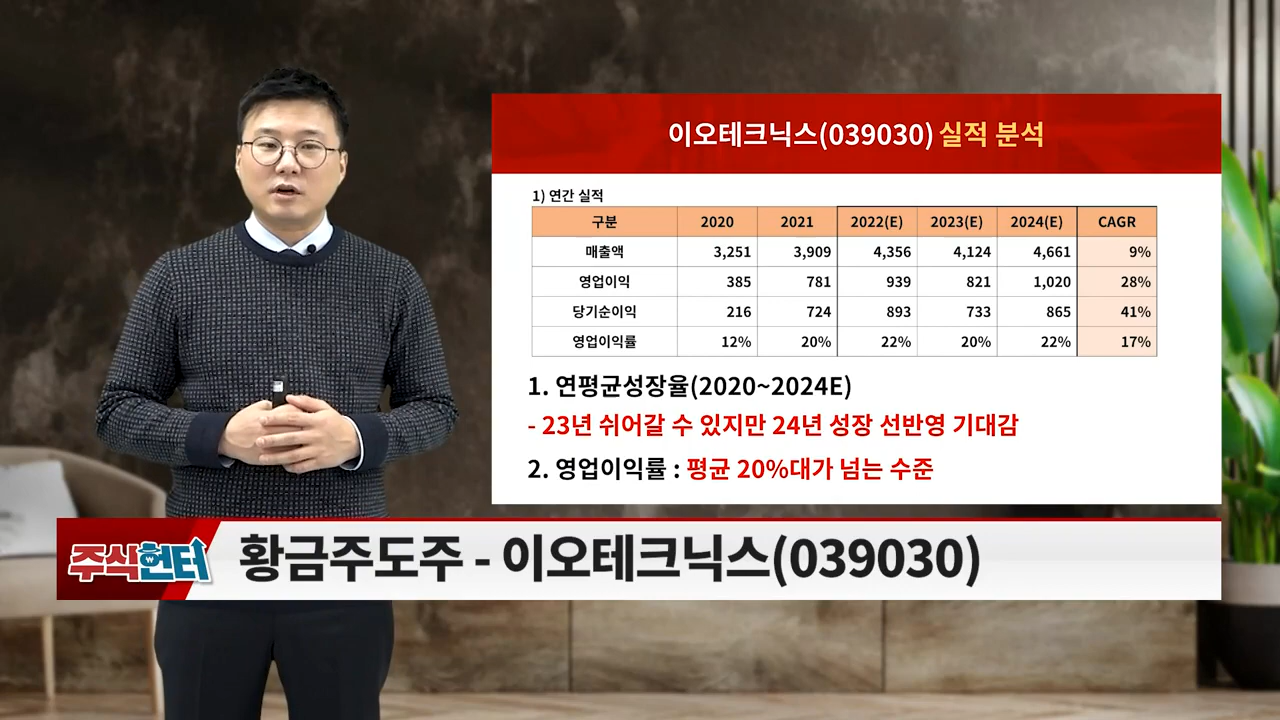 이오테크닉스(039030) 실적 분석
1) 연간 실적
구분 2020 2021 2022(E) 2023(E) 2024(E) CAGR
매출액 3,251 3,909 4,356 4,124 4,661 9%
영업이익 385 781 939 821 1,020 28%
당기순이익 216 724 893 733 865 41%
영업이익률 12% 20% 22% 20% 22% 17%
1. 연평균성장율(2020~2024E)
- 23년 쉬어갈 수 있지만 24년 성장 선반영 기대감
2. 영업이익률 : 평균 20%대가 넘는 수준
주식헌터 황금주도주 - 이오테크닉스(039030)